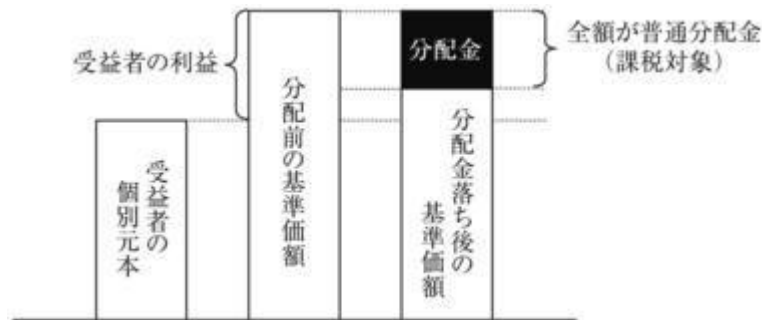 受益者の利益
受益者の
個別元本
分配前の基準価額
分配金
分配金落ち後の
基準価額
全額が普通分配金
（課税対象）